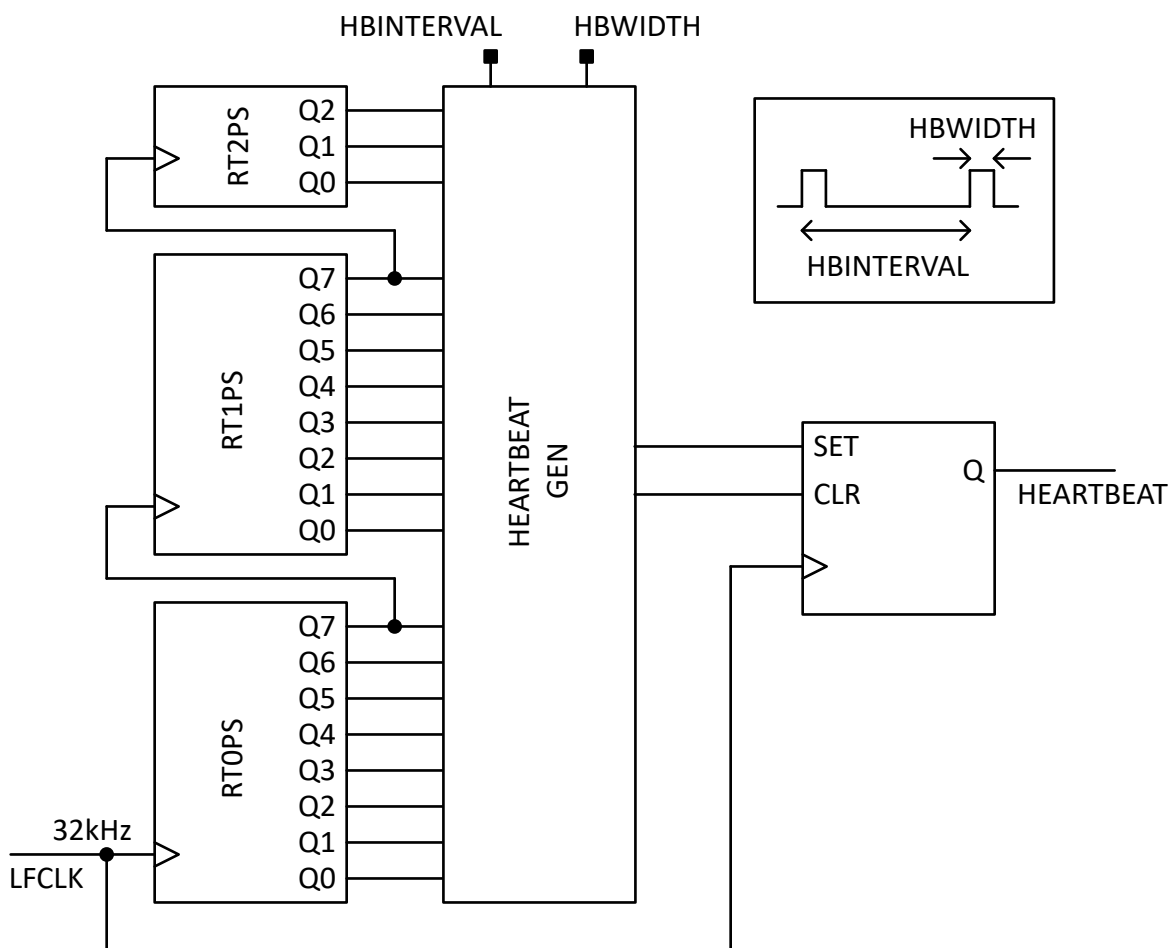 HBINTERVAL
HBWIDTH
RT2PS
Q2
Q1
Q0
HBWIDTH
HBINTERVAL
RT1PS
Q7
Q6
Q5
Q4
Q3
Q2
Q1
Q0
HEARTBEAT
GEN
SET
CLR
Q
HEARTBEAT
RT0PS
Q7
Q6
Q5
Q4
Q3
Q2
Q1
Q0
32kHz
LFCLK